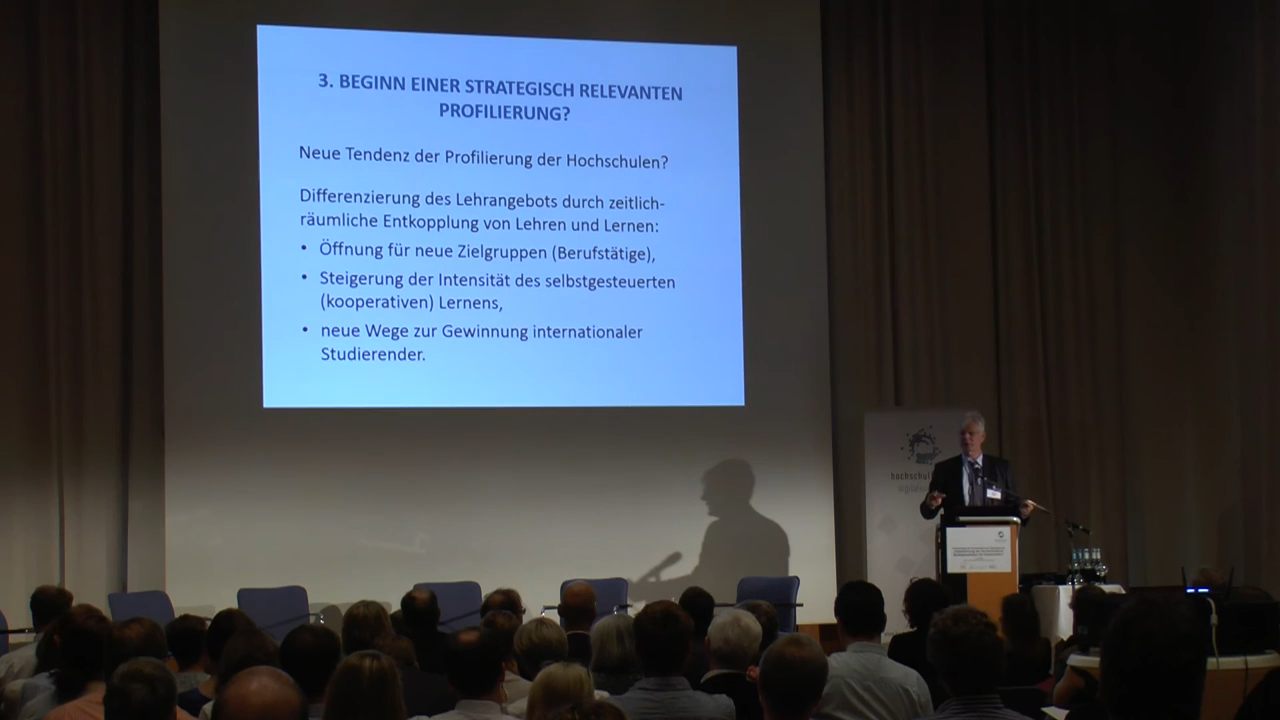 3. BEGINN EINER STRATEGISCH RELEVANTEN
PROFILIERUNG?
Neue Tendenz der Profilierung der Hochschulen?
Differenzierung des Lehrangebots durch zeitlich-
räumliche Entkopplung von Lehren und Lernen:
• Öffnung für neue Zielgruppen (Berufstätige),
• Steigerung der Intensität des selbstgesteuerten
(kooperativen) Lernens,
• neue Wege zur Gewinnung internationaler
Studierender.